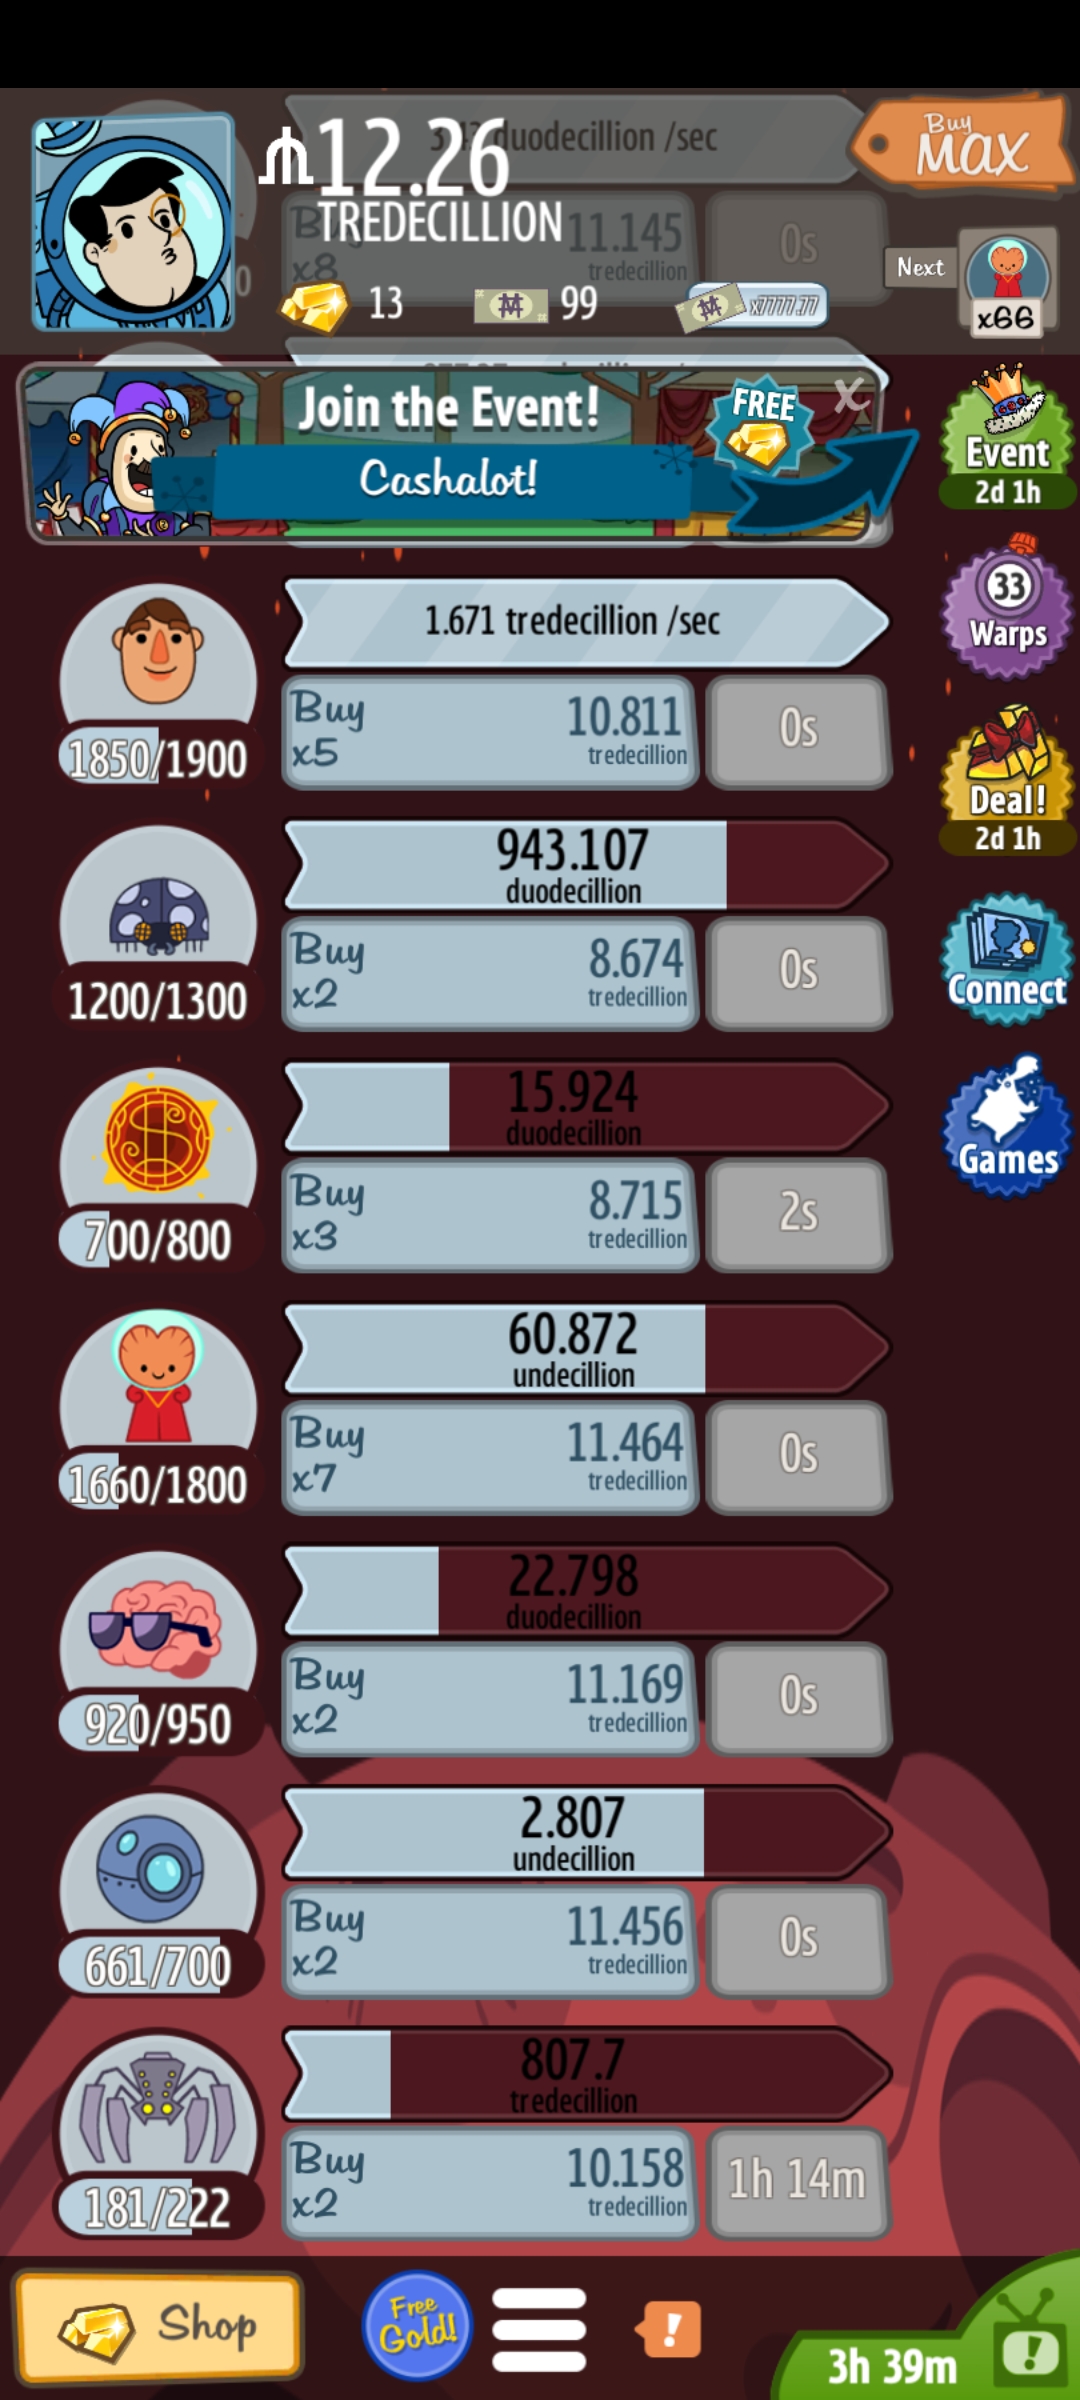 duodecillion /sec
12.26
TREDECILLION
Buy
MAX
x8
11.145
tredecillion
0s
Next
x66
13
99
x7777.77
Join the Event!
FREE
X
Cashalot!
Event
2d 1h
33
Warps
1.671 tredecillion /sec
Buy
x5
10.811
tredecillion
0s
1850/1900
Deal!
2d 1h
943.107
duodecillion
Buy
x2
8.674
tredecillion
0s
1200/1300
Connect
15.924
duodecillion
Buy
x3
8.715
tredecillion
2s
700/800
Games
60.872
undecillion
Buy
x7
11.464
tredecillion
0s
1660/1800
22.798
duodecillion
Buy
x2
11.169
tredecillion
0s
920/950
2.807
undecillion
Buy
x2
11.456
tredecillion
0s
661/700
807.7
tredecillion
Buy
x2
10.158
tredecillion
1h 14m
181/222
Shop
Free
Gold!
!
3h 39m
!